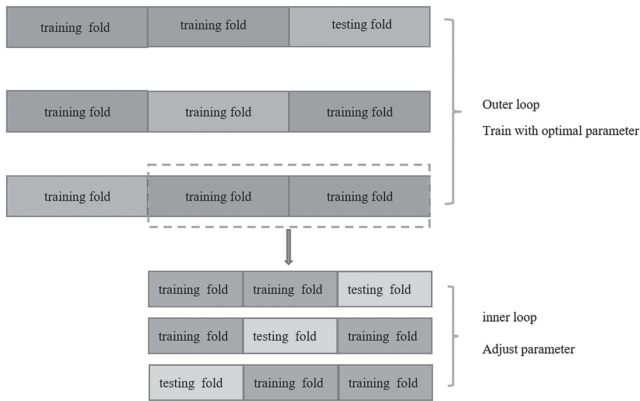 training fold training fold testing fold
training fold training fold training fold
training fold training fold training fold
Outer loop
Train with optimal parameter
training fold training fold testing fold
training fold testing fold training fold
testing fold training fold training fold
inner loop
Adjust parameter